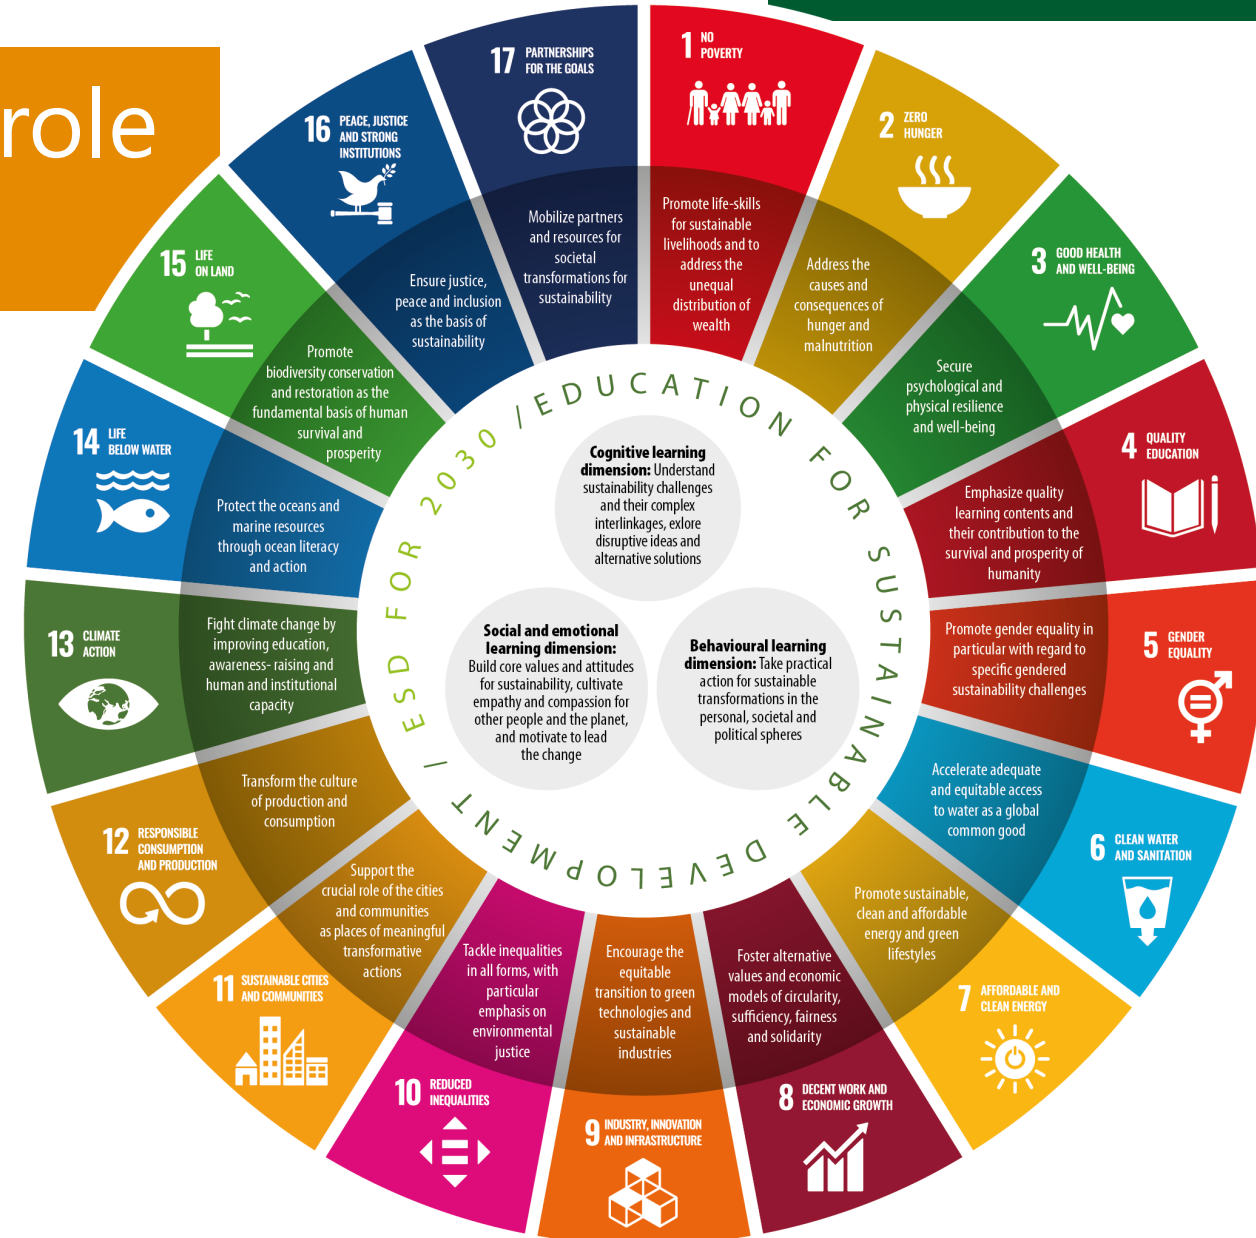 role
1 NO
POVERTY
Promote life-skills
for sustainable
livelihoods and to
address the
unequal
distribution of
wealth
2 ZERO
HUNGER
Address the
causes and
consequences of
hunger and
malnutrition
3 GOOD HEALTH
AND WELL-BEING
Secure
psychological and
physical resilience
and well-being
4 QUALITY
EDUCATION
Emphasize quality
learning contents and
their contribution to the
survival and prosperity of
humanity
5 GENDER
EQUALITY
Promote gender equality in
particular with regard to
specific gendered
sustainability challenges
6 CLEAN WATER
AND SANITATION
Accelerate adequate
and equitable access
to water as a global
common good
7 AFFORDABLE AND
CLEAN ENERGY
Promote sustainable,
clean and affordable
energy and green
lifestyles
8 DECENT WORK AND
ECONOMIC GROWTH
Foster alternative
values and economic
models of circularity,
sufficiency, fairness
and solidarity
9 INDUSTRY, INNOVATION
AND INFRASTRUCTURE
Encourage the
equitable
transition to green
technologies and
sustainable
industries
10 REDUCED
INEQUALITIES
Tackle inequalities
in all forms, with
particular
emphasis on
environmental
justice
11 SUSTAINABLE CITIES
AND COMMUNITIES
Support the
crucial role of the cities
and communities
as places of meaningful
transformative
actions
12 RESPONSIBLE
CONSUMPTION
AND PRODUCTION
Transform the culture
of production and
consumption
13 CLIMATE
ACTION
Fight climate change by
improving education,
awareness- raising and
human and institutional
capacity
14 LIFE
BELOW WATER
Protect the oceans and
marine resources
through ocean literacy
and action
15 LIFE
ON LAND
Promote
biodiversity conservation
and restoration as the
fundamental basis of human
survival and
prosperity
16 PEACE, JUSTICE
AND STRONG
INSTITUTIONS
Ensure justice,
peace and inclusion
as the basis of
sustainability
17 PARTNERSHIPS
FOR THE GOALS
Mobilize partners
and resources for
societal
transformations for
sustainability
/ ESD FOR 2030 / EDUCATION FOR SUSTAINABLE DEVELOPMENT
Cognitive learning
dimension: Understand
sustainability challenges
and their complex
interlinkages, exlore
disruptive ideas and
alternative solutions
Social and emotional
learning dimension:
Build core values and attitudes
for sustainability, cultivate
empathy and compassion for
other people and the planet,
and motivate to lead
the change
Behavioural learning
dimension: Take practical
action for sustainable
transformations in the
personal, societal and
political spheres